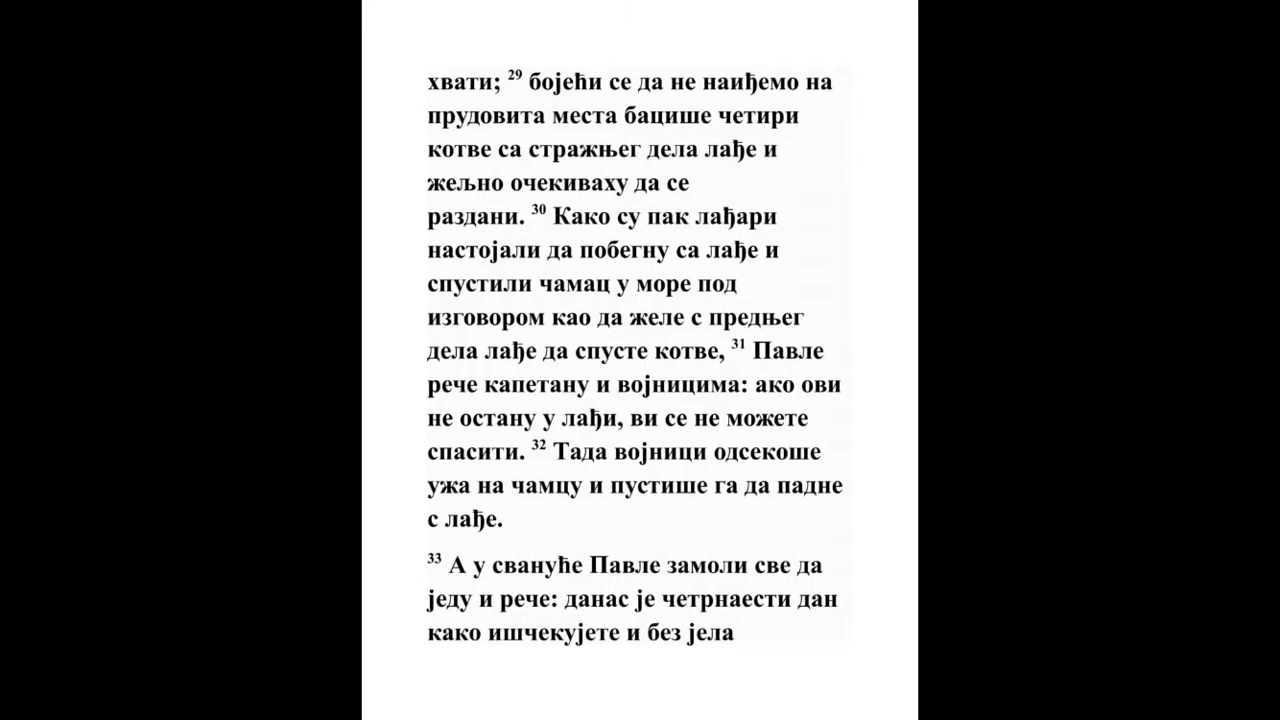 хвати; 29 бојећи се да не наиђемо на
прудовита места бацише четири
котве са стражњег дела лађе и
жељно очекиваху да се
раздани. 30 Како су пак лађари
настојали да побегну са лађе и
спустили чамац у море под
изговором као да желе с предњег
дела лађе да спусте котве, 31 Павле
рече капетану и војницима: ако ови
не остану у лађи, ви се не можете
спасити. 32 Тада војници одсекоше
ужа на чамцу и пустише га да падне
с лађе.
33 А у свануће Павле замоли све да
једу и рече: данас је четрнаести дан
како ишчекујете и без јела